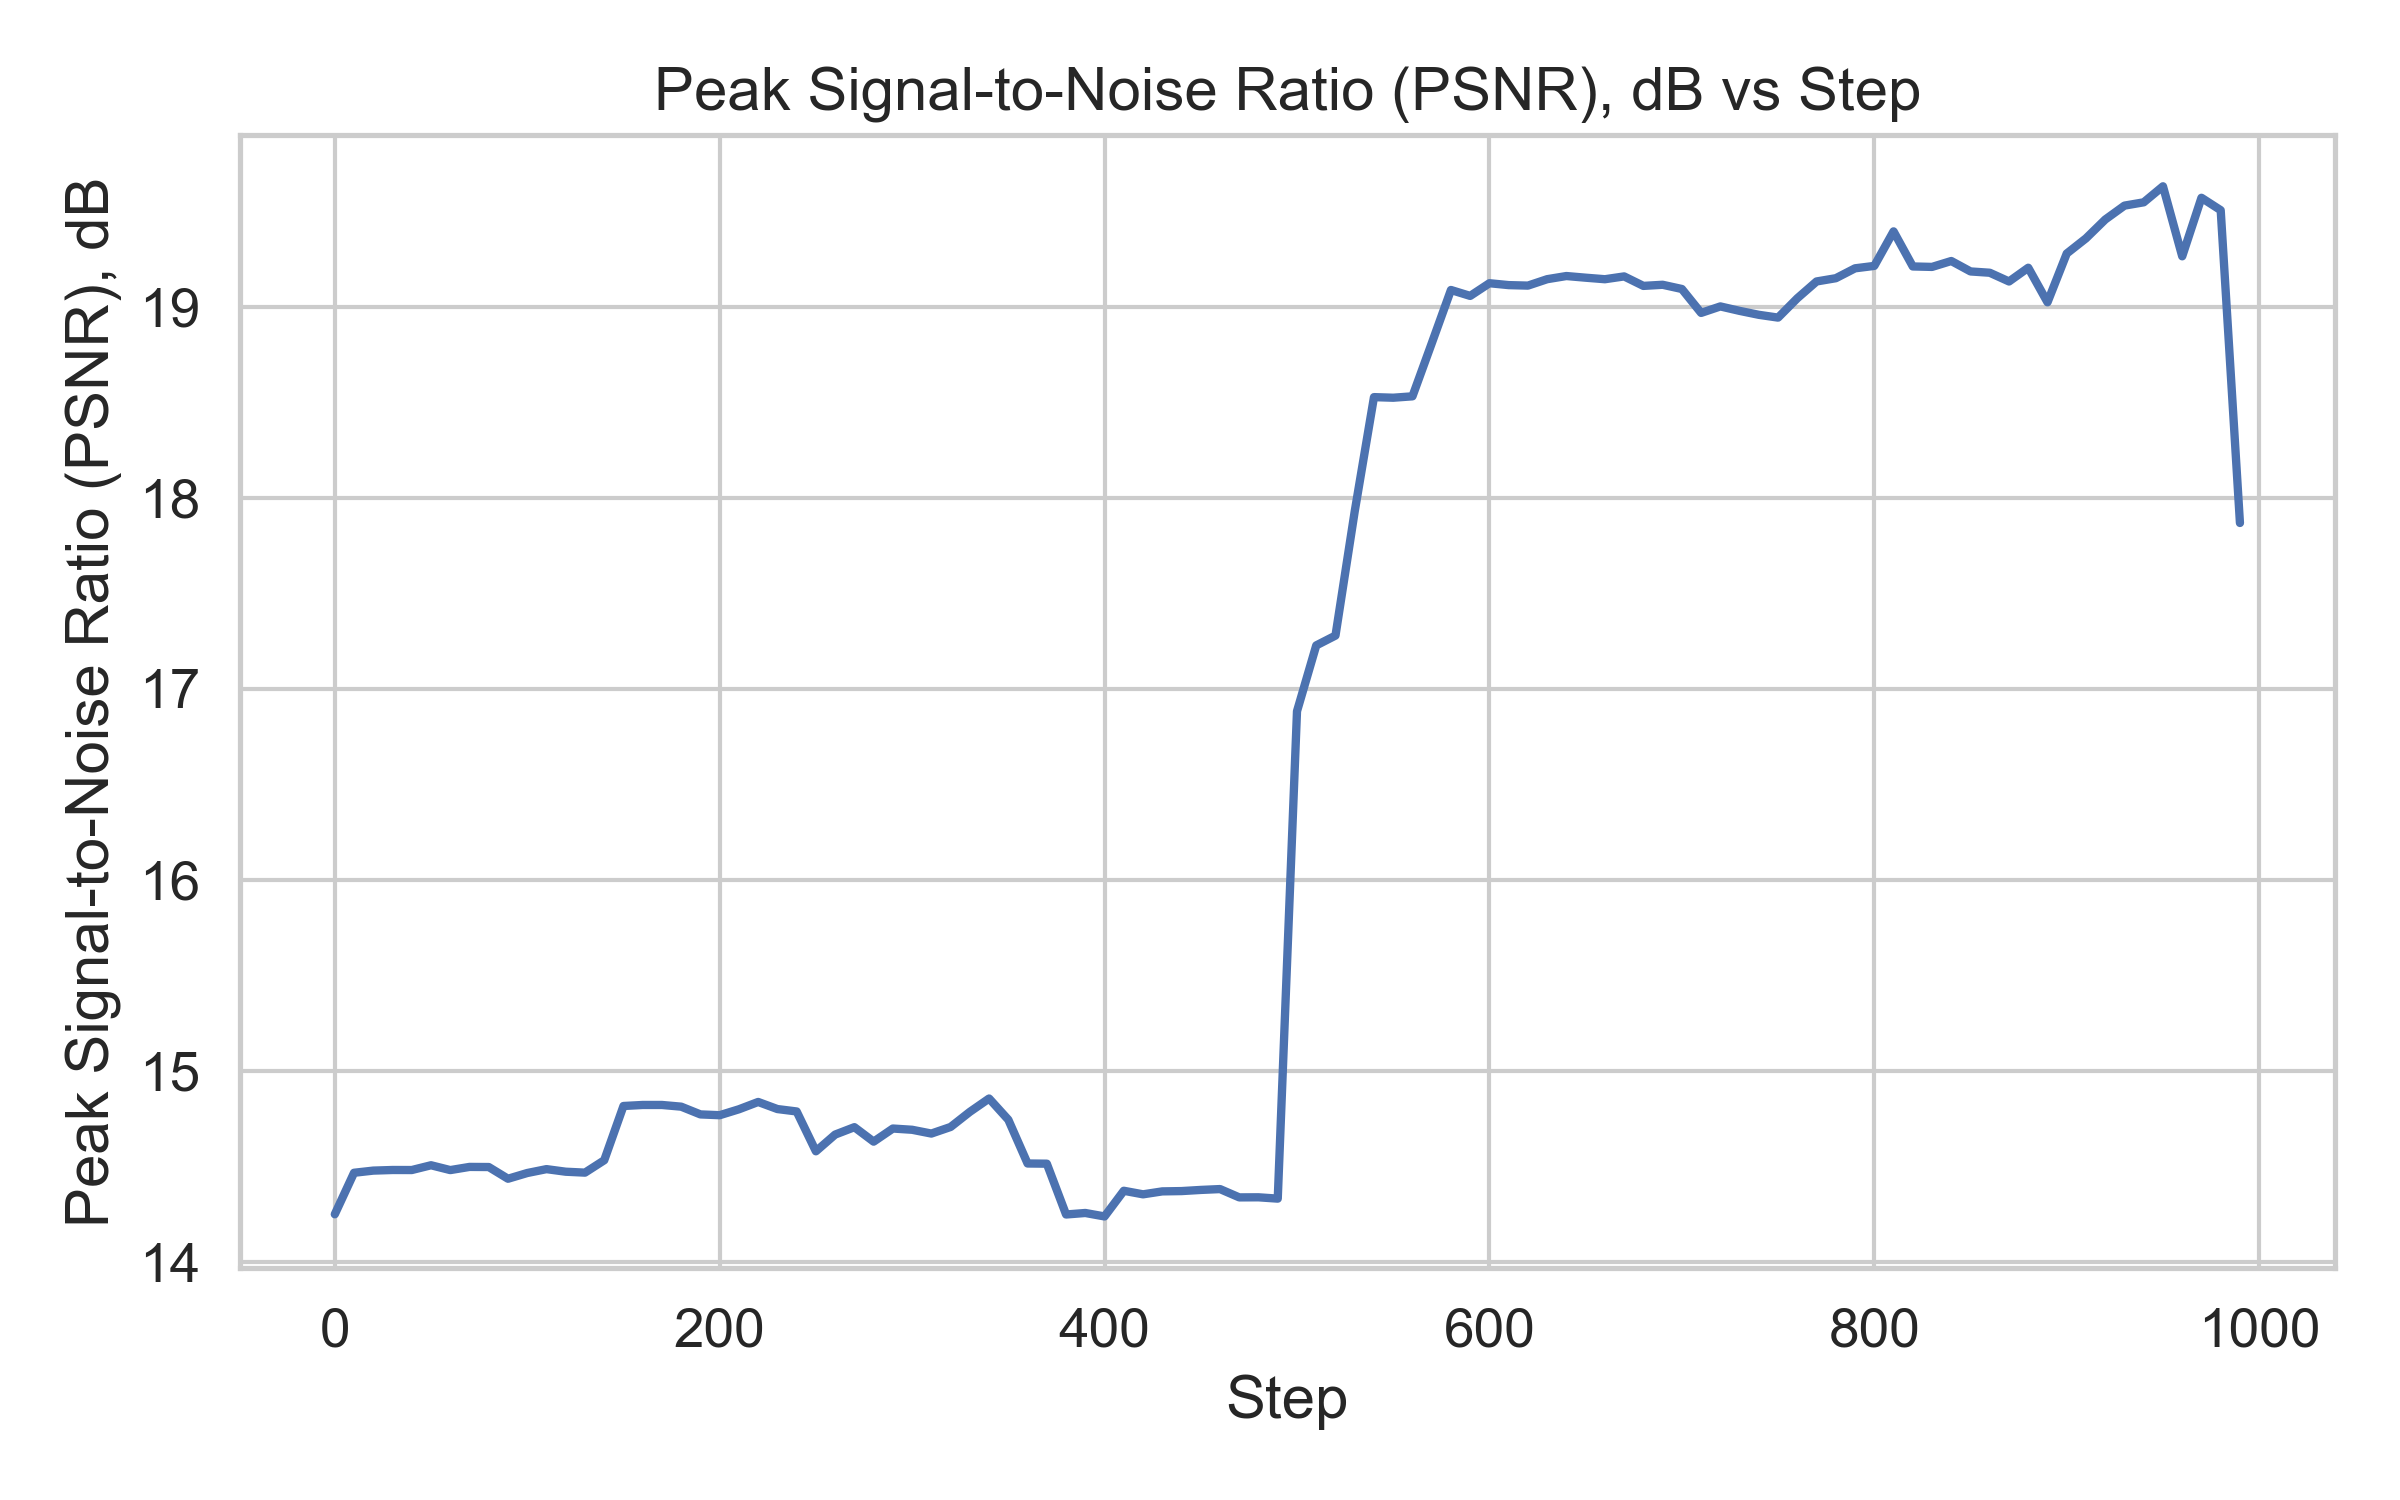 Peak Signal-to-Noise Ratio (PSNR), dB vs Step
Peak Signal-to-Noise Ratio (PSNR), dB
19
18
17
16
15
14
0 200 400 600 800 1000
Step